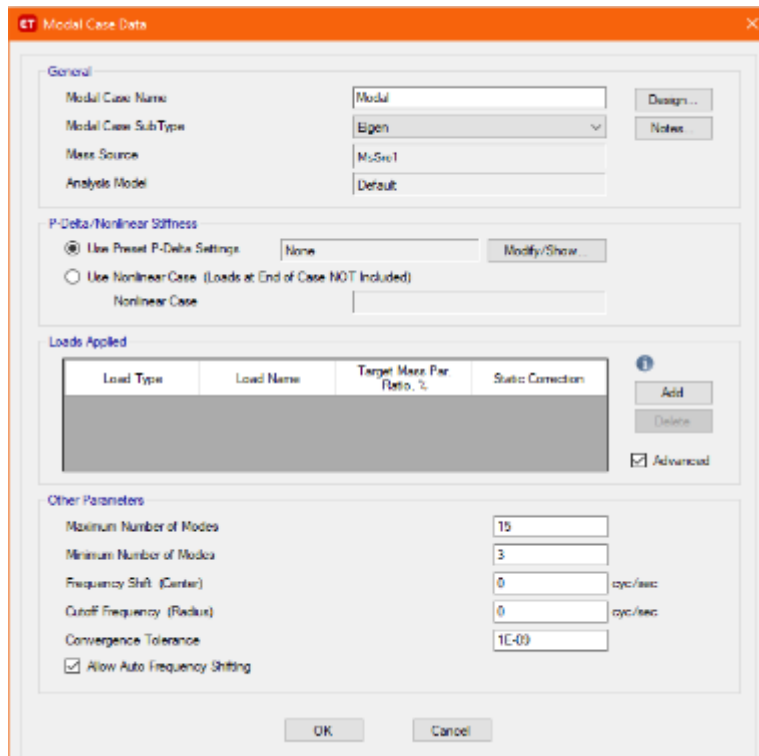 ET Modal Case Data
General
Modal Case Name Modal Design...
Modal Case SubType Eigen Notes...
Mass Source MsSrc1
Analysis Model Default
P-Delta/Nonlinear Stiffness
Use Preset P-Delta Settings None Modify/Show...
Use Nonlinear Case (Loads at End of Case NOT Included)
Nonlinear Case
Loads Applied
Load Type Load Name Target Mass Par. Ratio, % Static Correction
Add
Delete
Advanced
Other Parameters
Maximum Number of Modes 15
Minimum Number of Modes 3
Frequency Shift (Center) 0 cyc/sec
Cutoff Frequency (Radius) 0 cyc/sec
Convergence Tolerance 1E-09
Allow Auto Frequency Shifting
OK Cancel